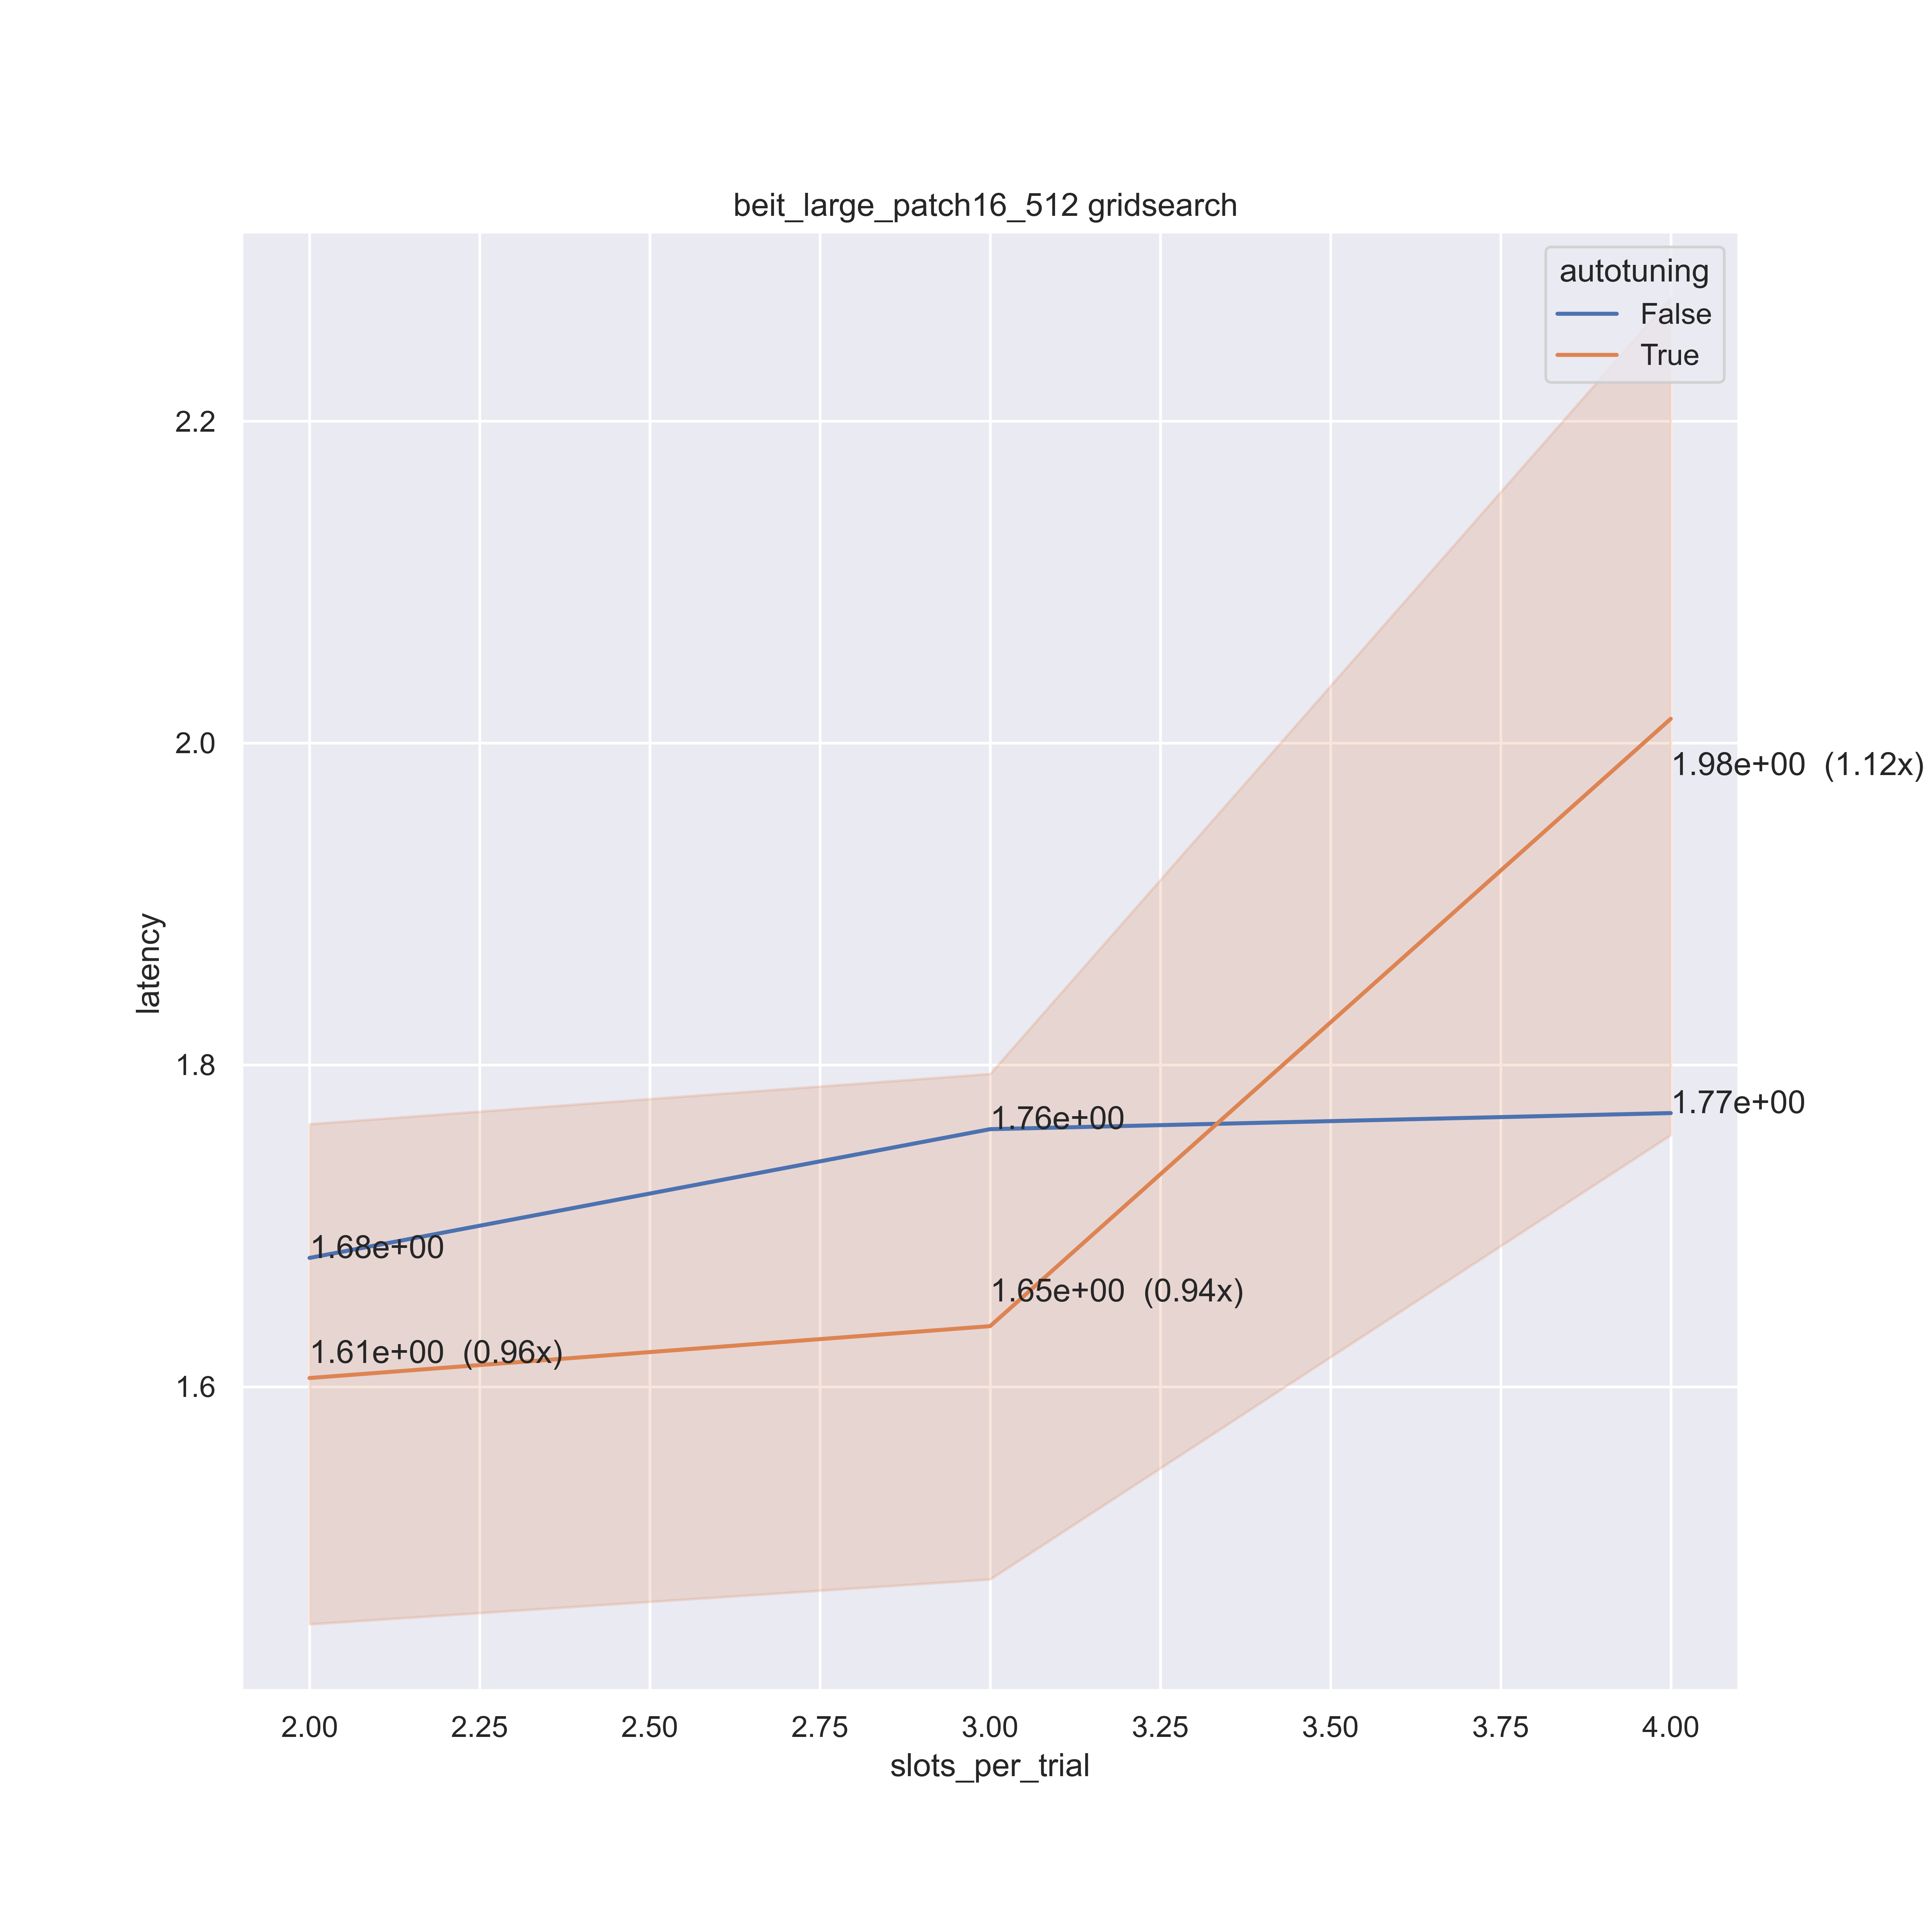 beit_large_patch16_512 gridsearch
autotuning
False
True
2.2
2.0
1.8
1.6
latency
1.98e+00 (1.12x)
1.77e+00
1.76e+00
1.68e+00
1.65e+00 (0.94x)
1.61e+00 (0.96x)
2.00 2.25 2.50 2.75 3.00 3.25 3.50 3.75 4.00
slots_per_trial